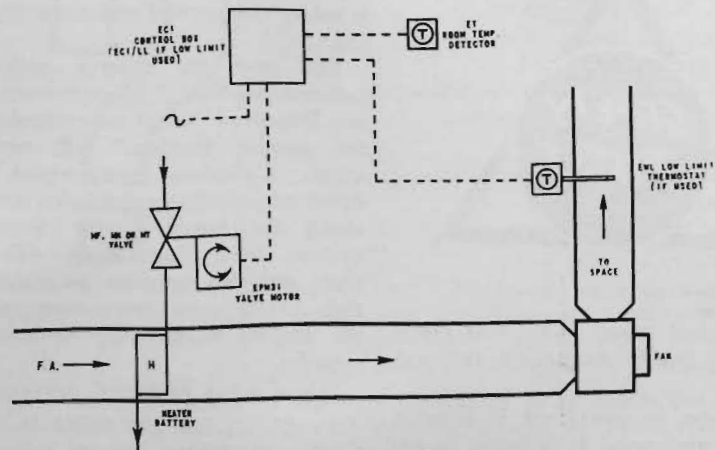 EC1
CONTROL BOX
[EC1/LL IF LOW LIMIT
USED]
T
ET
ROOM TEMP.
DETECTOR
T
EWL LOW LIMIT
THERMOSTAT
(IF USED)
MF, MK OR MT
VALVE
TO
SPACE
EPM31
VALVE MOTOR
F.A.
H
FAN
HEATER
BATTERY